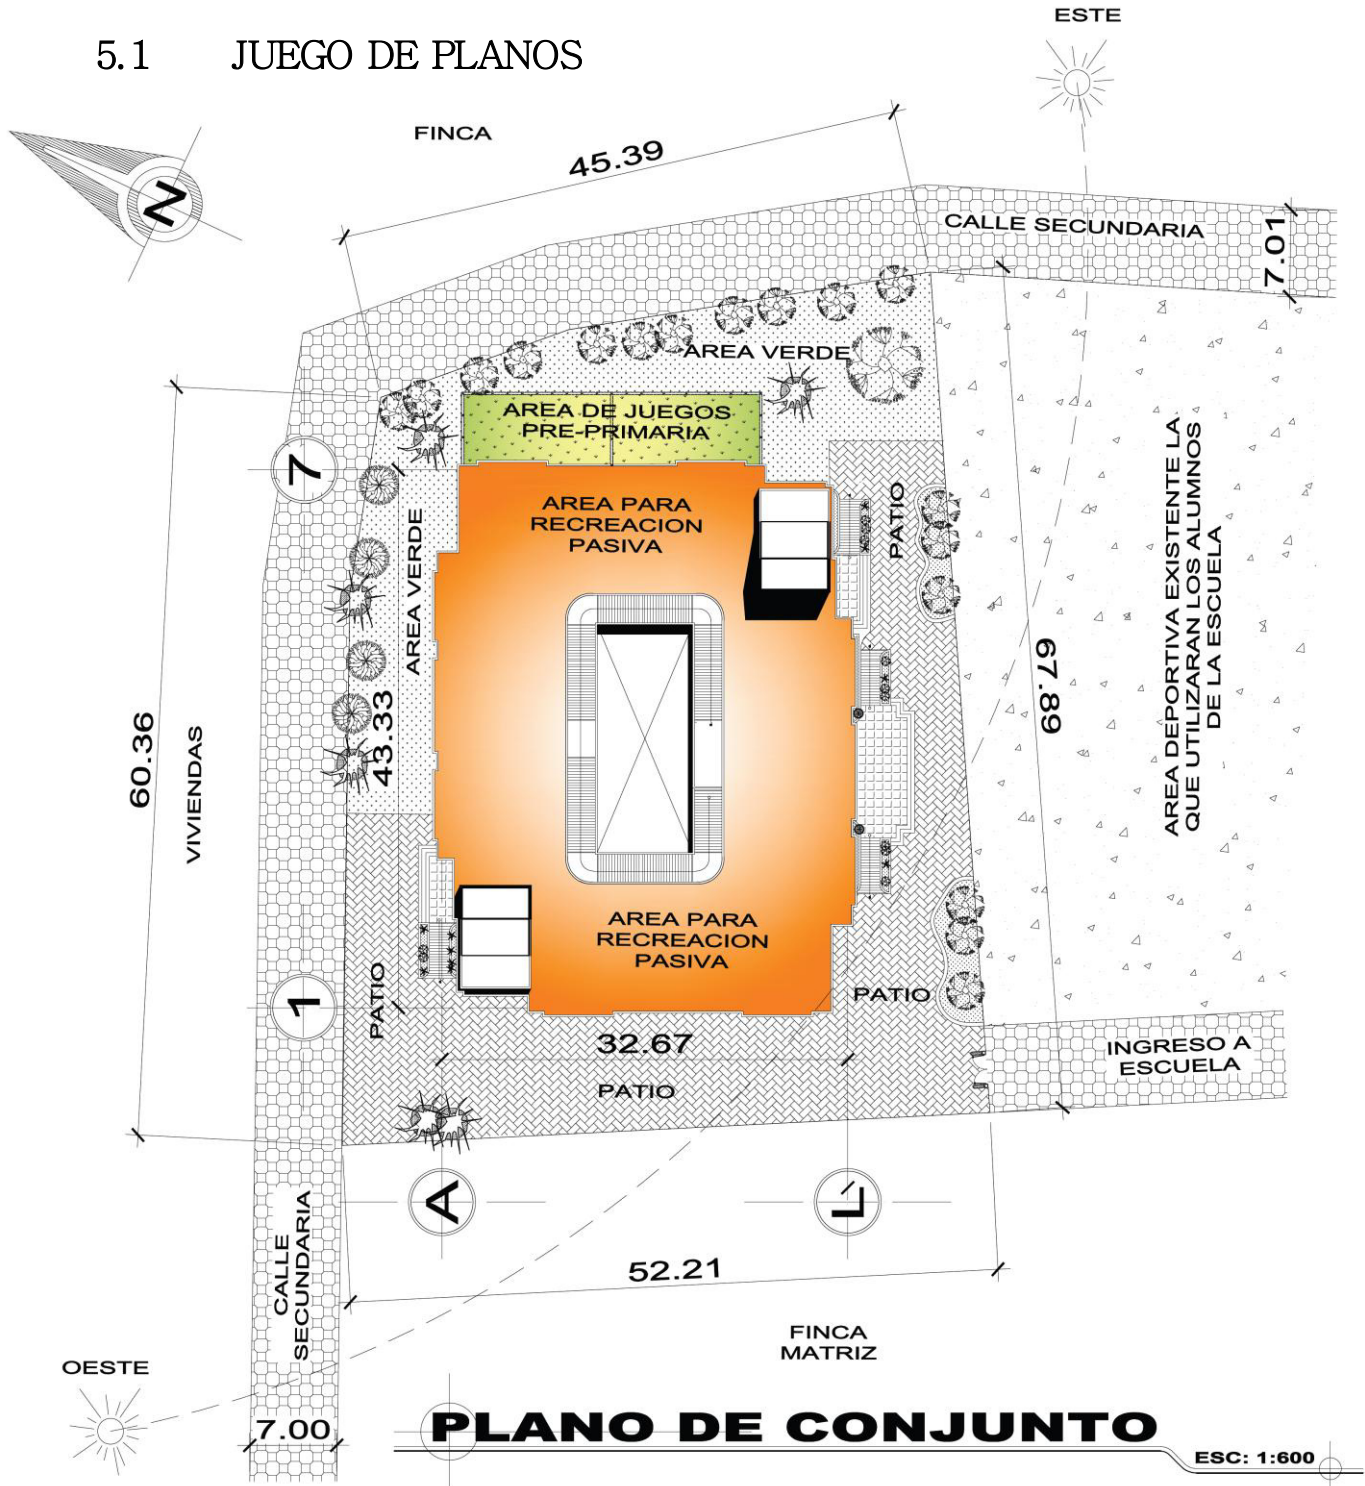 5.1 JUEGO DE PLANOS
ESTE
FINCA
45.39
N
CALLE SECUNDARIA
7.01
AREA VERDE
AREA DE JUEGOS
PRE-PRIMARIA
7
AREA PARA
RECREACION
PASIVA
PATIO
AREA VERDE
AREA DEPORTIVA EXISTENTE LA
QUE UTILIZARAN LOS ALUMNOS
DE LA ESCUELA
67.89
43.33
60.36
VIVIENDAS
AREA PARA
RECREACION
PASIVA
PATIO
1
PATIO
32.67
INGRESO A
ESCUELA
PATIO
A
L'
CALLE
SECUNDARIA
52.21
FINCA
MATRIZ
OESTE
7.00
PLANO DE CONJUNTO
ESC: 1:600